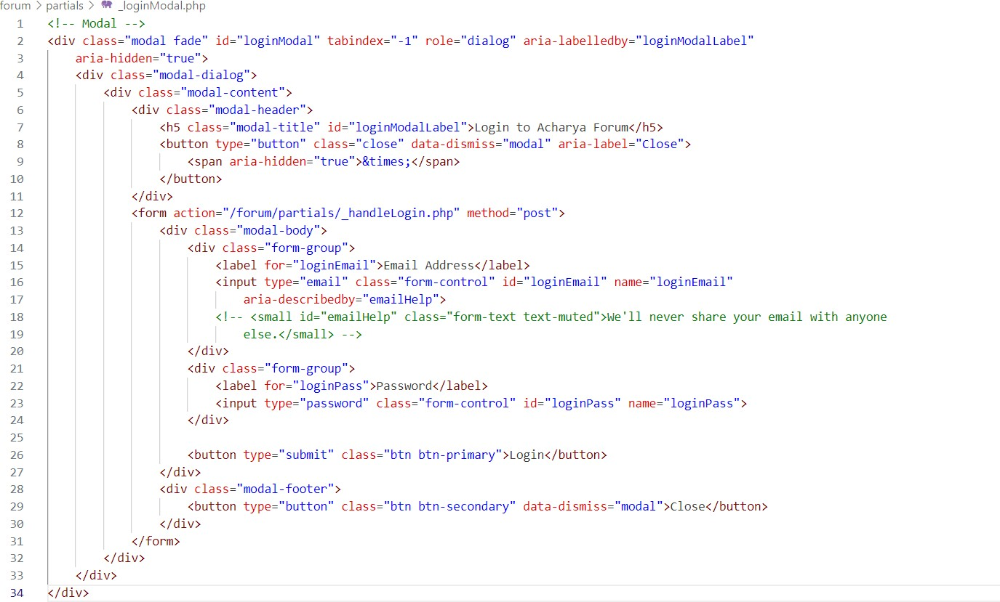 forum > partials > _loginModal.php
1 <!-- Modal -->
2 <div class="modal fade" id="loginModal" tabindex="-1" role="dialog" aria-labelledby="loginModalLabel"
3     aria-hidden="true">
4     <div class="modal-dialog">
5         <div class="modal-content">
6             <div class="modal-header">
7                 <h5 class="modal-title" id="loginModalLabel">Login to Acharya Forum</h5>
8                 <button type="button" class="close" data-dismiss="modal" aria-label="Close">
9                     <span aria-hidden="true">&times;</span>
10                 </button>
11             </div>
12             <form action="/forum/partials/_handleLogin.php" method="post">
13                 <div class="modal-body">
14                     <div class="form-group">
15                         <label for="loginEmail">Email Address</label>
16                         <input type="email" class="form-control" id="loginEmail" name="loginEmail"
17                             aria-describedby="emailHelp">
18                         <!-- <small id="emailHelp" class="form-text text-muted">We'll never share your email with anyone
19                             else.</small> -->
20                     </div>
21                     <div class="form-group">
22                         <label for="loginPass">Password</label>
23                         <input type="password" class="form-control" id="loginPass" name="loginPass">
24                     </div>
25
26                     <button type="submit" class="btn btn-primary">Login</button>
27                 </div>
28                 <div class="modal-footer">
29                     <button type="button" class="btn btn-secondary" data-dismiss="modal">Close</button>
30                 </div>
31             </form>
32         </div>
33     </div>
34 </div>